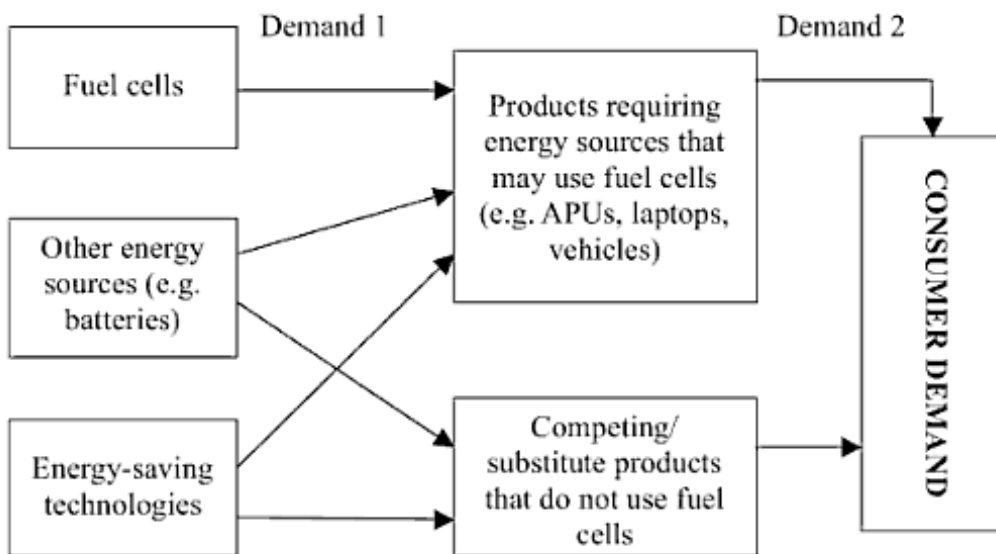 Demand 1
Demand 2
Fuel cells
Products requiring
energy sources that
may use fuel cells
(e.g. APUs, laptops,
vehicles)
Other energy
sources (e.g.
batteries)
Energy-saving
technologies
Competing/
substitute products
that do not use fuel
cells
CONSUMER DEMAND